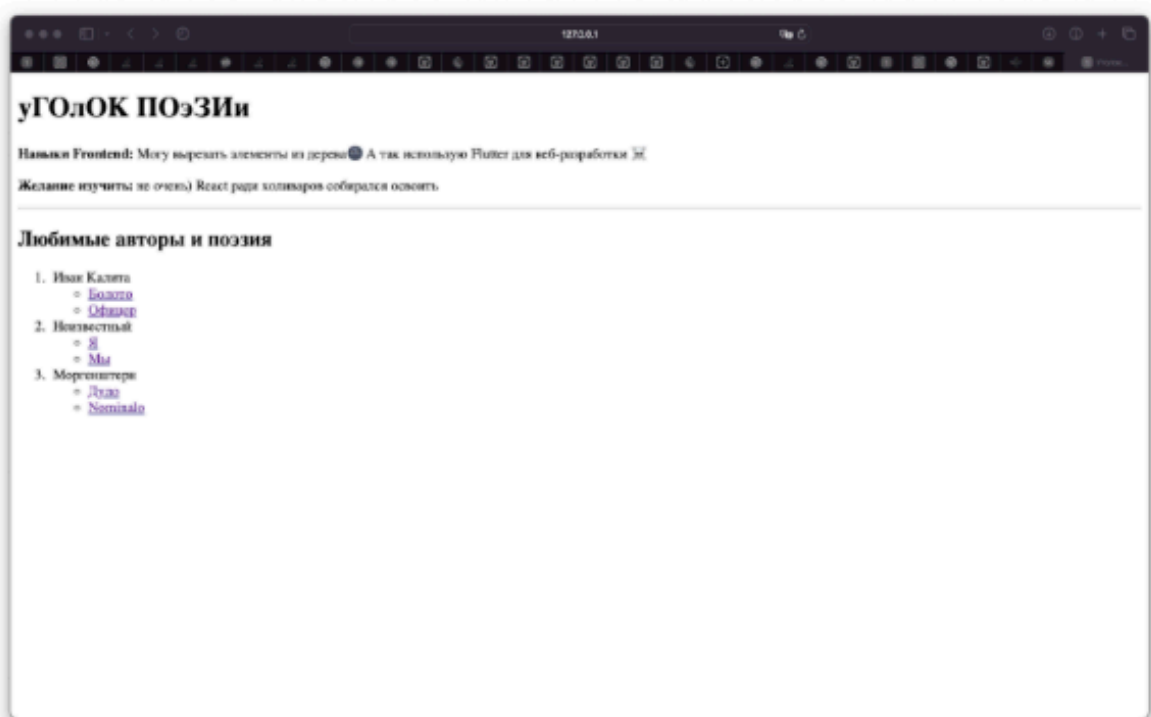 127.0.0.1
уГОлОК ПОэЗИи
Навыки Frontend: Могу вырезать элементы из дерева🌚 А так использую Flutter для веб-разработки ☠️
Желание изучить: не очень) React ради холиваров собирался освоить
Любимые авторы и поэзия
1. Иван Калита
Болото
Офицер
2. Неизвестный
Я
Мы
3. Моргенштерн
Дуло
Nominalo